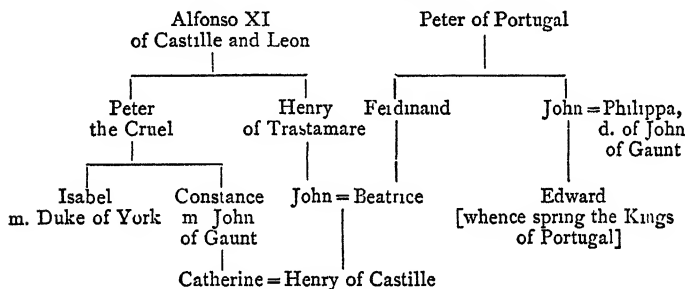 Alfonso XI
of Castille and Leon
Peter of Portugal
Peter
the Cruel
Henry
of Trastamare
Ferdinand
John = Philippa,
d. of John
of Gaunt
Isabel
m. Duke of York
Constance
m John
of Gaunt
John = Beatrice
Edward
[whence spring the Kings
of Portugal]
Catherine = Henry of Castille